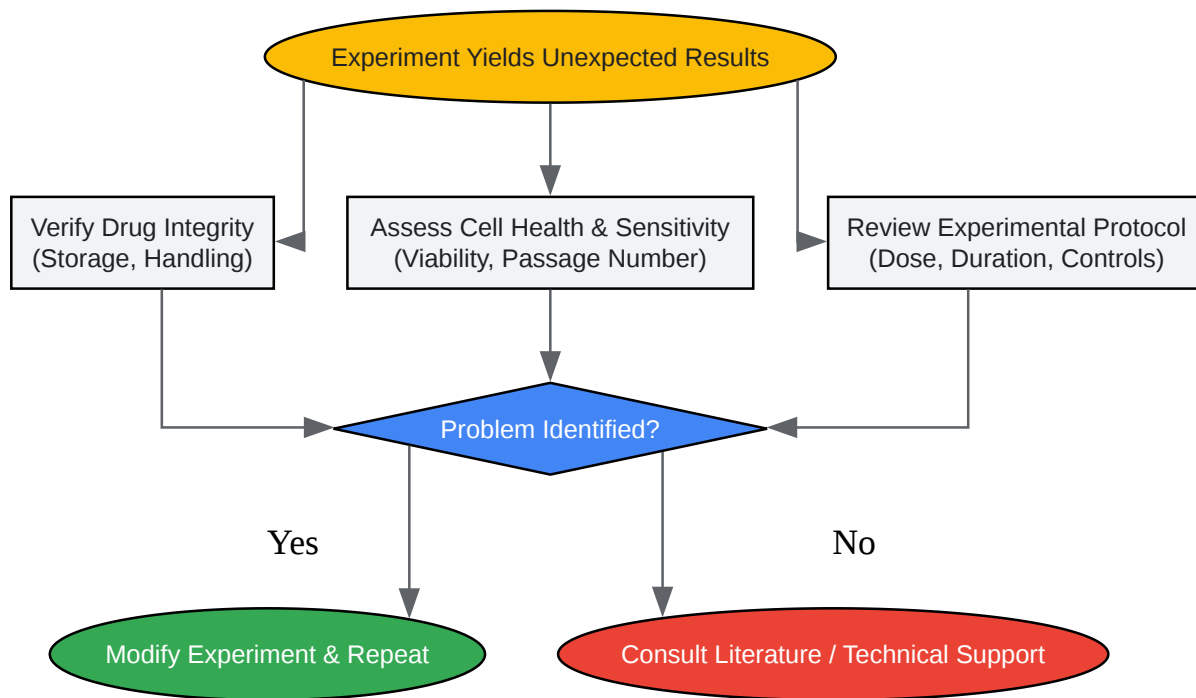 Experiment Yields Unexpected Results
Verify Drug Integrity
(Storage, Handling)
Assess Cell Health & Sensitivity
(Viability, Passage Number)
Review Experimental Protocol
(Dose, Duration, Controls)
Problem Identified?
Yes
No
Modify Experiment & Repeat
Consult Literature / Technical Support